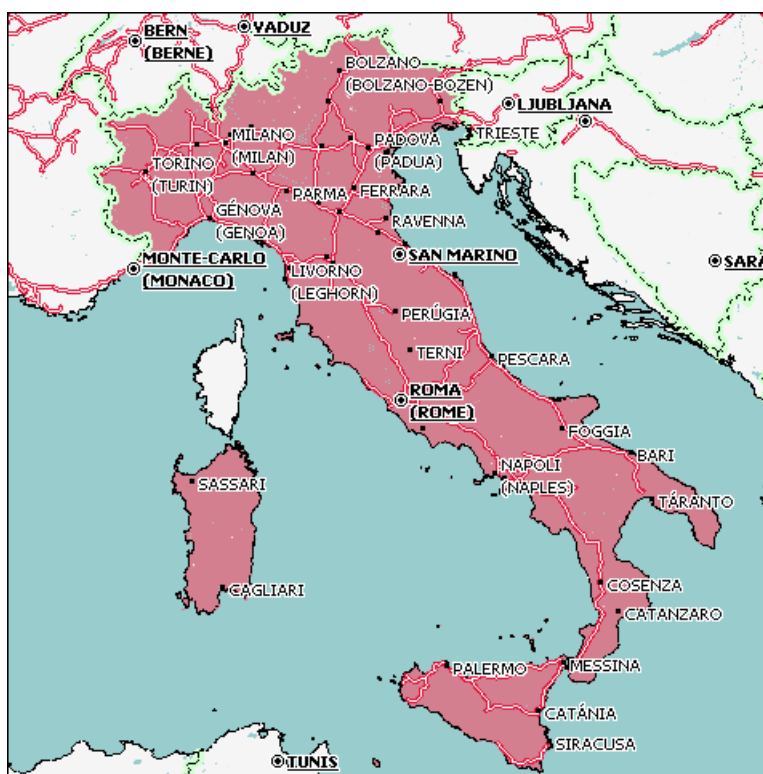 BERN
(BERNE)
VADUZ
BOLZANO
(BOLZANO-BOZEN)
LJUBLJANA
TRIESTE
MILANO
(MILAN)
PADOVA
(PADUA)
TORINO
(TURIN)
PARMA
FERRARA
GÉNOVA
(GENOA)
RAVENNA
MONTE-CARLO
(MONACO)
SAN MARINO
SARA
LIVORNO
(LEGHORN)
PERÚGIA
TERNI
PESCARA
ROMA
(ROME)
FOGGIA
BARI
NAPOLI
(NAPLES)
SASSARI
TÁRANTO
CAGLIARI
COSENZA
CATANZARO
PALERMO
MESSINA
CATÁNIA
SIRACUSA
TUNIS